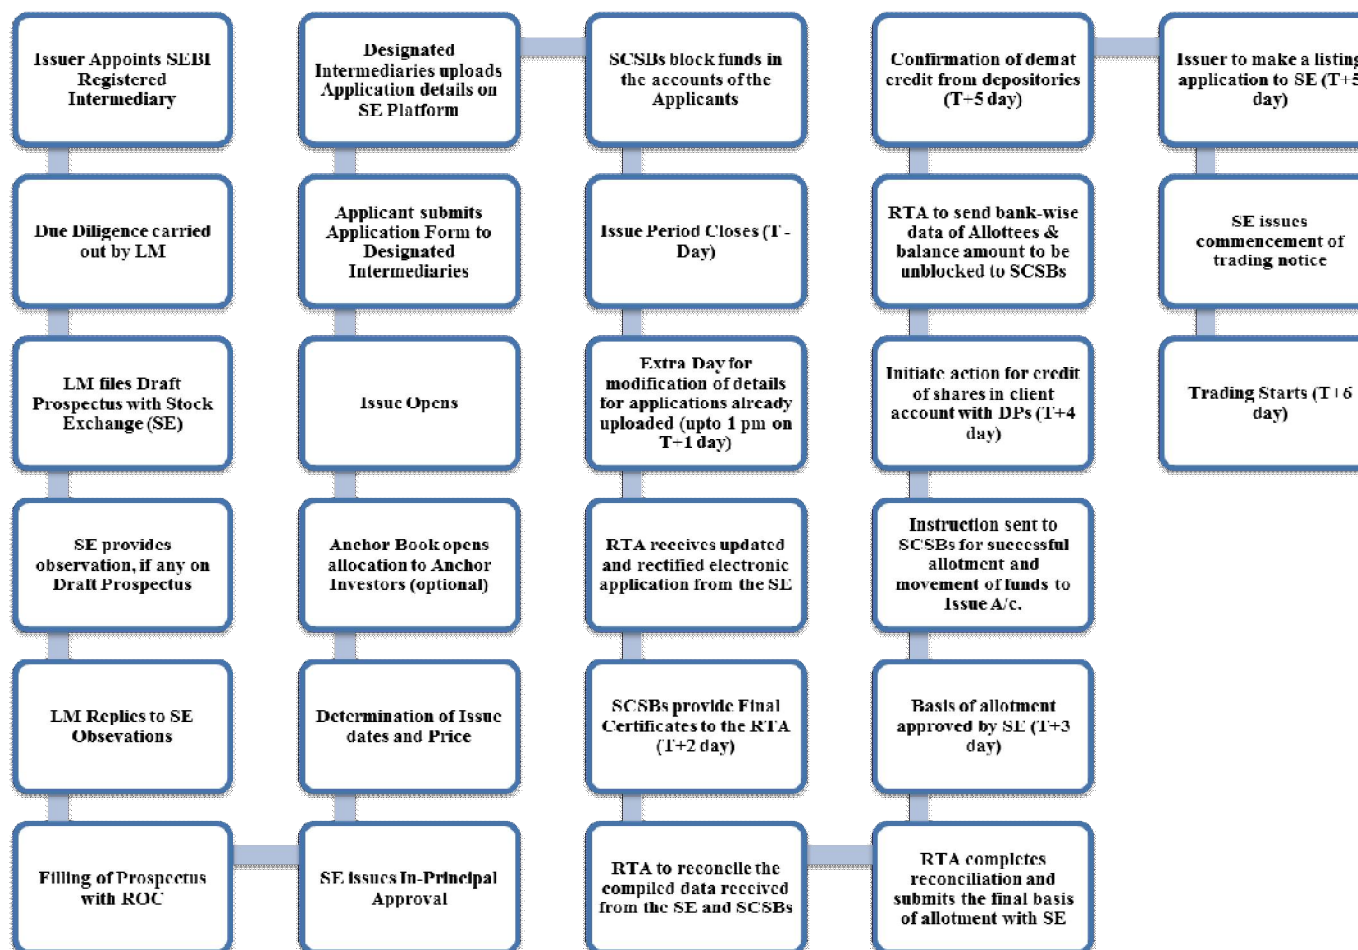 Issuer Appoints SEBI
Registered
Intermediary
Due Diligence carried
out by LM
LM files Draft
Prospectus with Stock
Exchange (SE)
SE provides
observation, if any on
Draft Prospectus
LM Replies to SE
Obsevations
Filling of Prospectus
with ROC
SE issues In-Principal
Approval
Determination of Issue
dates and Price
Anchor Book opens
allocation to Anchor
Investors (optional)
Issue Opens
Applicant submits
Application Form to
Designated
Intermediaries
Designated
Intermediaries uploads
Application details on
SE Platform
SCSBs block funds in
the accounts of the
Applicants
Issue Period Closes (T -
Day)
Extra Day for
modification of details
for applications already
uploaded (upto 1 pm on
T+1 day)
RTA receives updated
and rectified electronic
application from the SE
SCSBs provide Final
Certificates to the RTA
(T+2 day)
RTA to reconcile the
compiled data received
from the SE and SCSBs
RTA completes
reconciliation and
submits the final basis
of allotment with SE
Basis of allotment
approved by SE (T+3
day)
Instruction sent to
SCSBs for successful
allotment and
movement of funds to
Issue A/c.
Initiate action for credit
of shares in client
account with DPs (T+4
day)
RTA to send bank-wise
data of Allottees &
balance amount to be
unblocked to SCSBs
Confirmation of demat
credit from depositories
(T+5 day)
Issuer to make a listing
application to SE (T+5
day)
SE issues
commencement of
trading notice
Trading Starts (T+6
day)